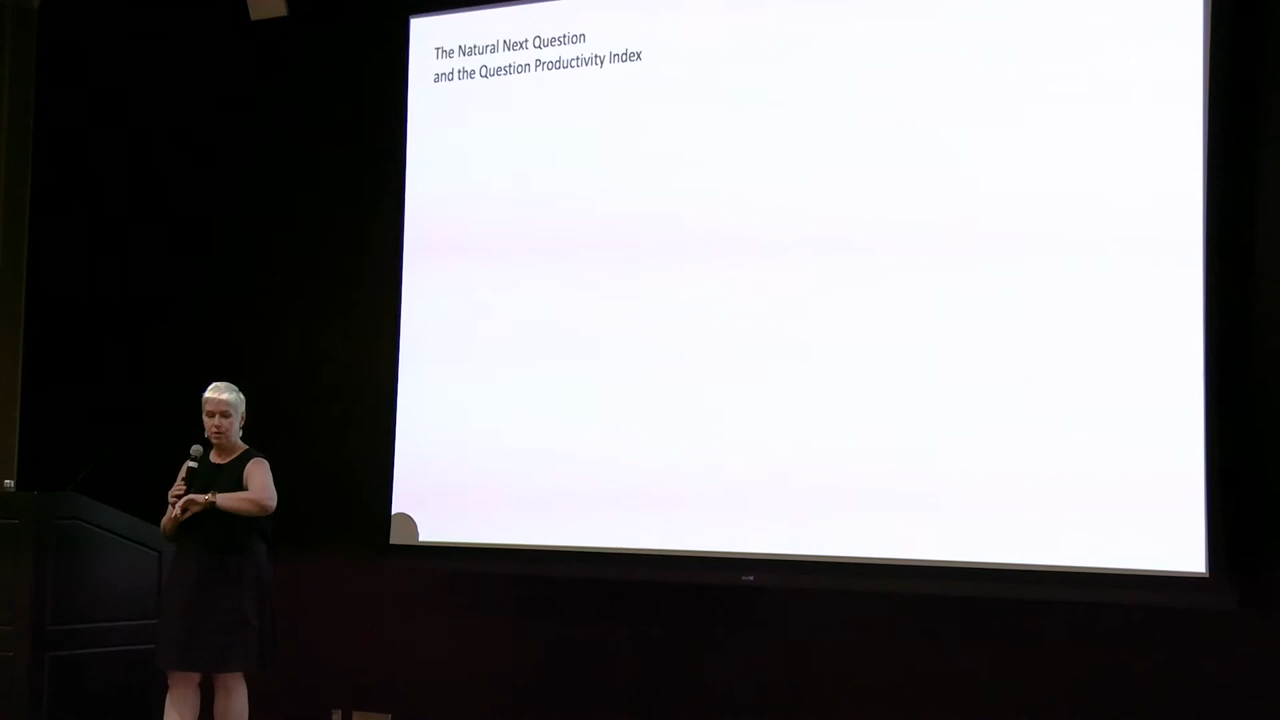 The Natural Next Question
and the Question Productivity Index